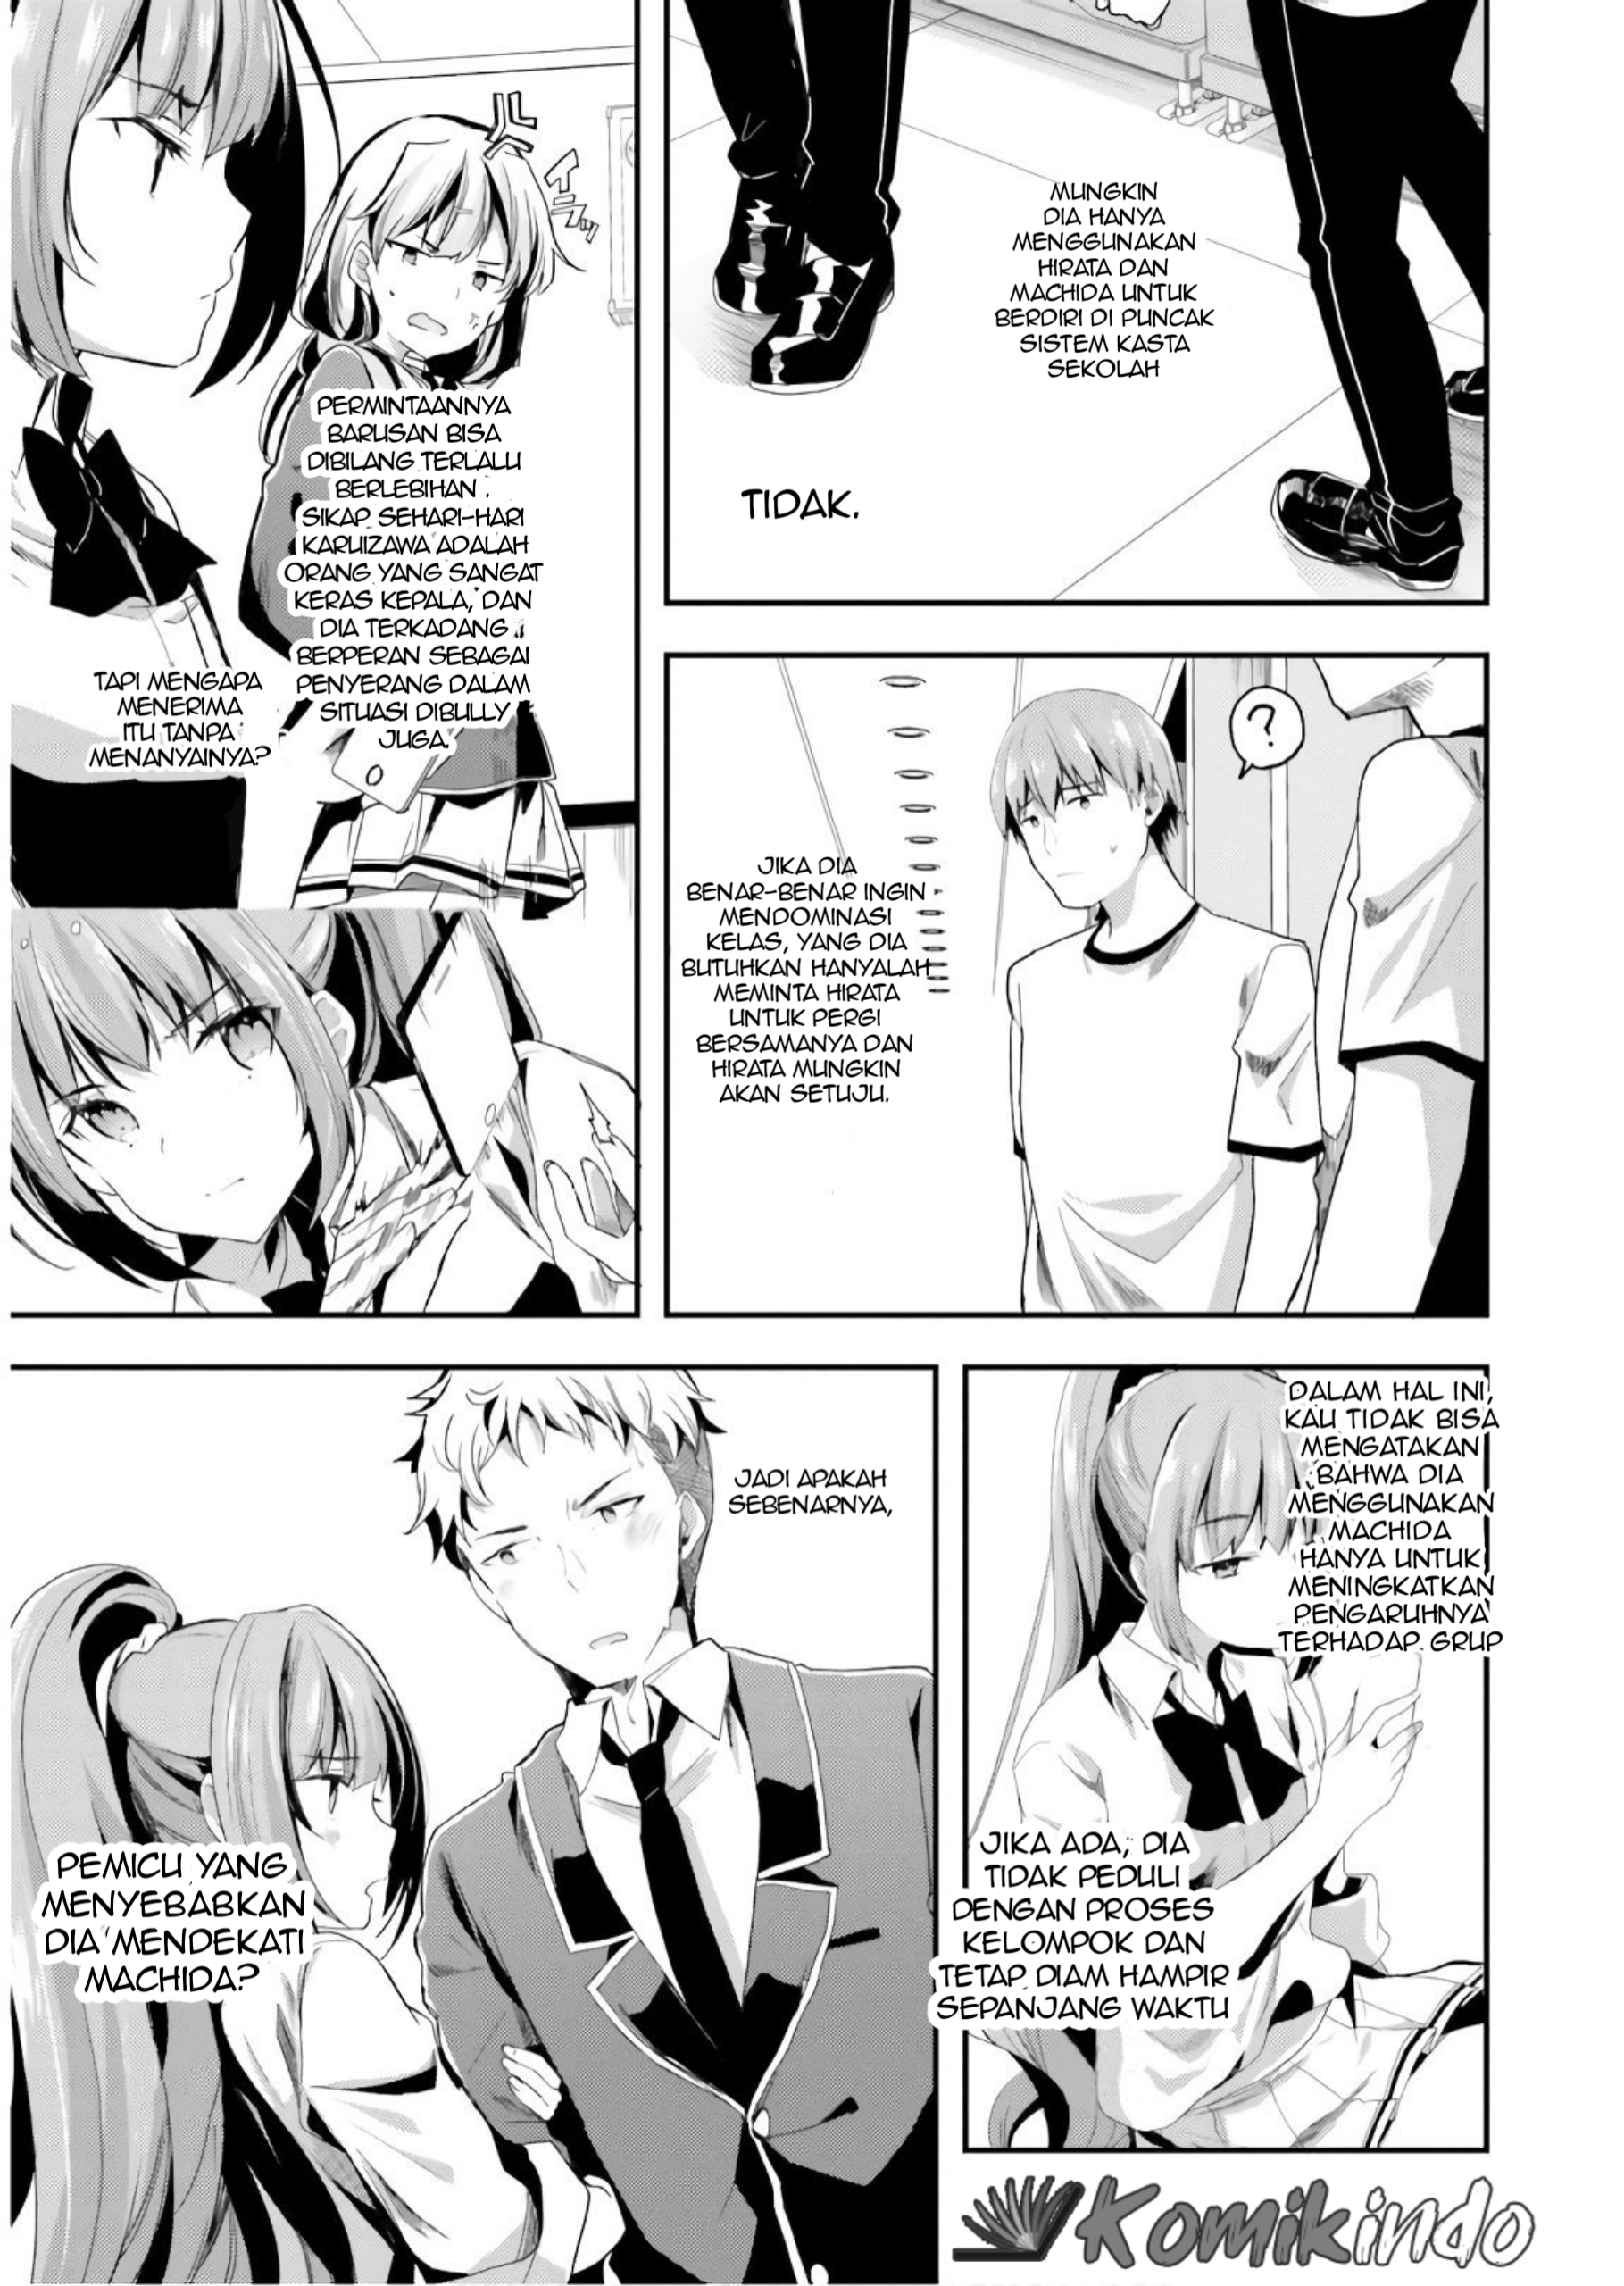 MUNGKIN
DIA HANYA
MENGGUNAKAN
HIRATA DAN
MACHIDA UNTUK
BERDIRI DI PUNCAK
SISTEM KASTA
SEKOLAH
TIDAK.
イラッ
PERMINTAANNYA
BARUSAN BISA
DIBILANG TERLALU
BERLEBIHAN.
SIKAP SEHARI-HARI
KARUIZAWA ADALAH
ORANG YANG SANGAT
KERAS KEPALA, DAN
DIA TERKADANG
BERPERAN SEBAGAI
PENYERANG DALAM
SITUASI DIBULLY
JUGA.
TAPI MENGAPA
MENERIMA
ITU TANPA
MENANYAINYA?
?
JIKA DIA
BENAR-BENAR INGIN
MENDOMINASI
KELAS, YANG DIA
BUTUHKAN HANYALAH
MEMINTA HIRATA
UNTUK PERGI
BERSAMANYA DAN
HIRATA MUNGKIN
AKAN SETUJU.
DALAM HAL INI,
KAU TIDAK BISA
MENGATAKAN
BAHWA DIA
MENGGUNAKAN
MACHIDA
HANYA UNTUK
MENINGKATKAN
PENGARUHNYA
TERHADAP GRUP
JIKA ADA, DIA
TIDAK PEDULI
DENGAN PROSES
KELOMPOK DAN
TETAP DIAM HAMPIR
SEPANJANG WAKTU
JADI APAKAH
SEBENARNYA,
PEMICU YANG
MENYEBABKAN
DIA MENDEKATI
MACHIDA?
Komikindo